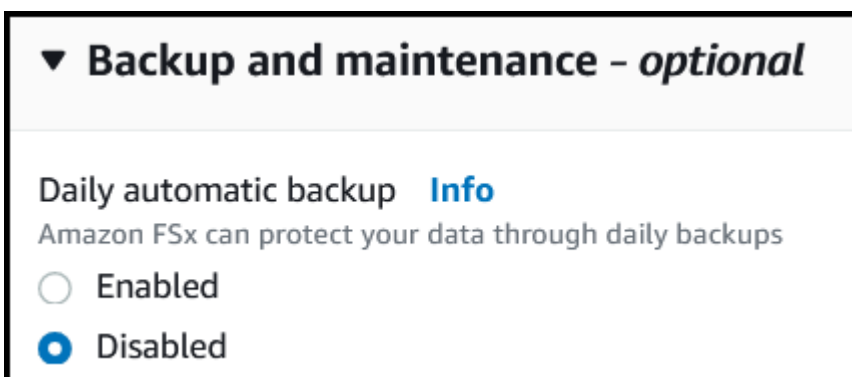 Backup and maintenance - optional
Daily automatic backup Info
Amazon FSx can protect your data through daily backups
Enabled
Disabled